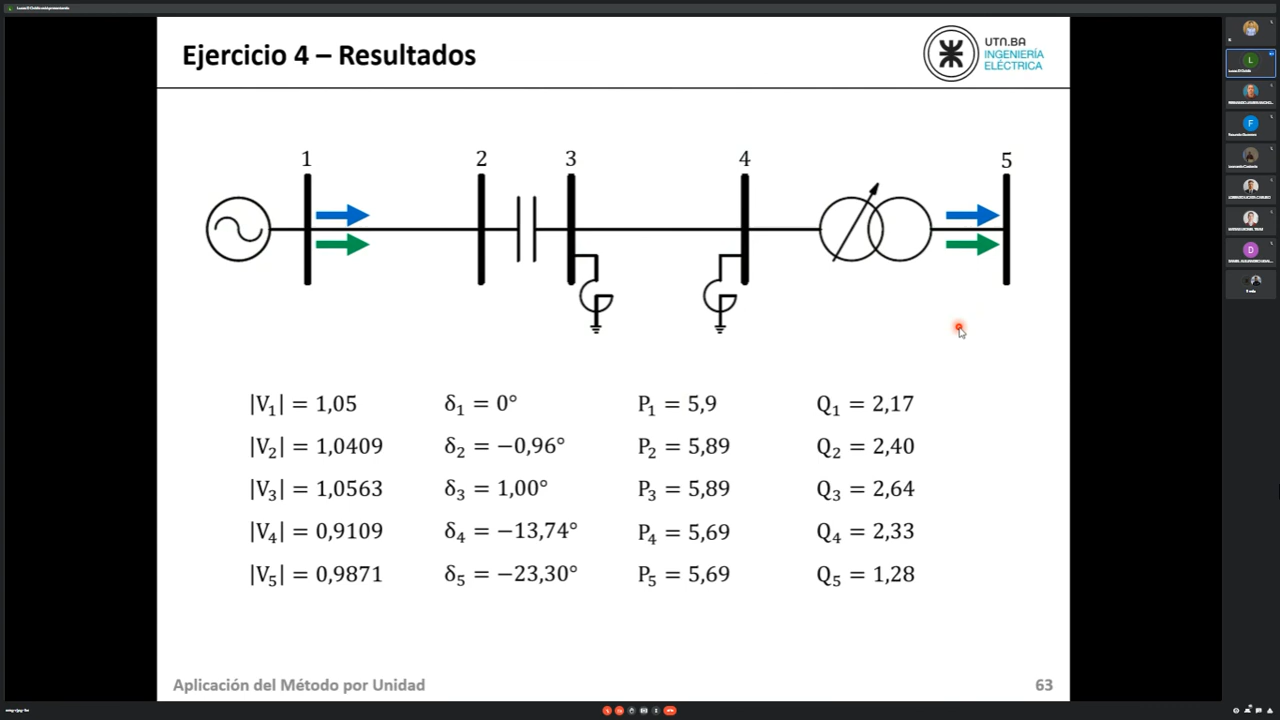 Ejercicio 4 – Resultados
UTN.BA
INGENIERÍA
ELÉCTRICA
1 2 3 4 5
|V₁| = 1,05 δ₁ = 0° P₁ = 5,9 Q₁ = 2,17
|V₂| = 1,0409 δ₂ = −0,96° P₂ = 5,89 Q₂ = 2,40
|V₃| = 1,0563 δ₃ = 1,00° P₃ = 5,89 Q₃ = 2,64
|V₄| = 0,9109 δ₄ = −13,74° P₄ = 5,69 Q₄ = 2,33
|V₅| = 0,9871 δ₅ = −23,30° P₅ = 5,69 Q₅ = 1,28
Aplicación del Método por Unidad 63
L
F
D